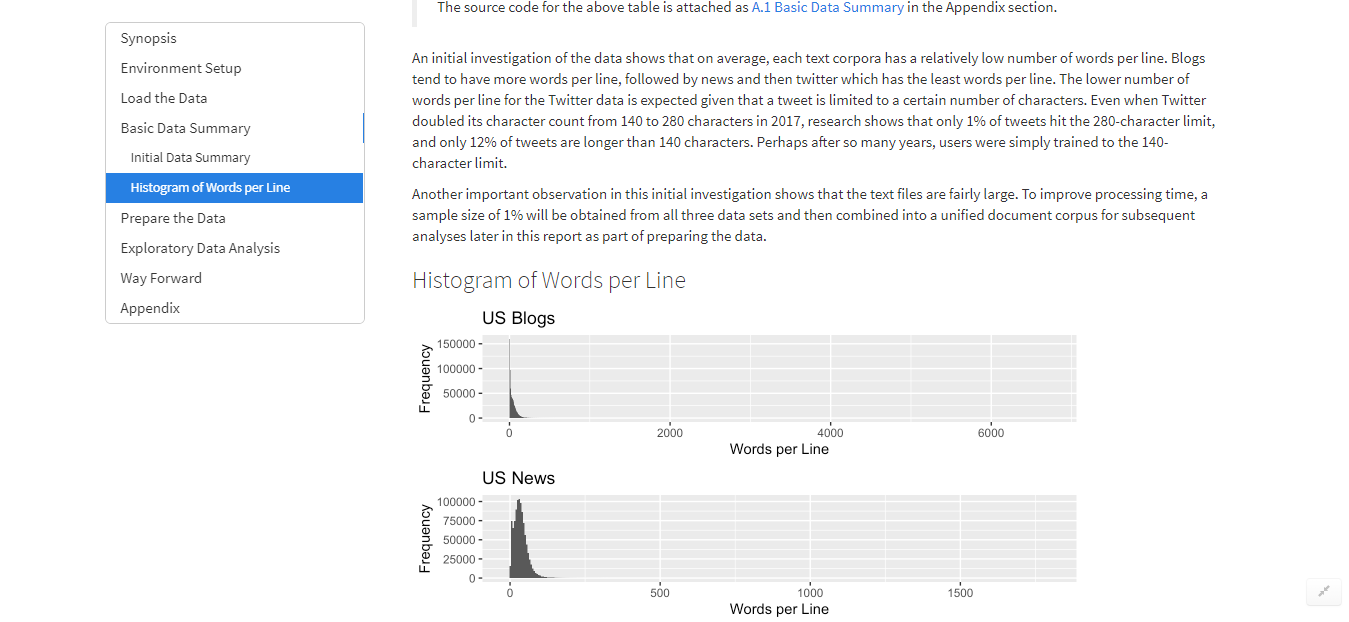 Synopsis
Environment Setup
Load the Data
Basic Data Summary
Initial Data Summary
Histogram of Words per Line
Prepare the Data
Exploratory Data Analysis
Way Forward
Appendix
The source code for the above table is attached as A.1 Basic Data Summary in the Appendix section.
An initial investigation of the data shows that on average, each text corpora has a relatively low number of words per line. Blogs
tend to have more words per line, followed by news and then twitter which has the least words per line. The lower number of
words per line for the Twitter data is expected given that a tweet is limited to a certain number of characters. Even when Twitter
doubled its character count from 140 to 280 characters in 2017, research shows that only 1% of tweets hit the 280-character limit,
and only 12% of tweets are longer than 140 characters. Perhaps after so many years, users were simply trained to the 140-
character limit.
Another important observation in this initial investigation shows that the text files are fairly large. To improve processing time, a
sample size of 1% will be obtained from all three data sets and then combined into a unified document corpus for subsequent
analyses later in this report as part of preparing the data.
Histogram of Words per Line
US Blogs
Frequency
150000
100000
50000
0
0 2000 4000 6000
Words per Line
US News
Frequency
100000
75000
50000
25000
0
0 500 1000 1500
Words per Line